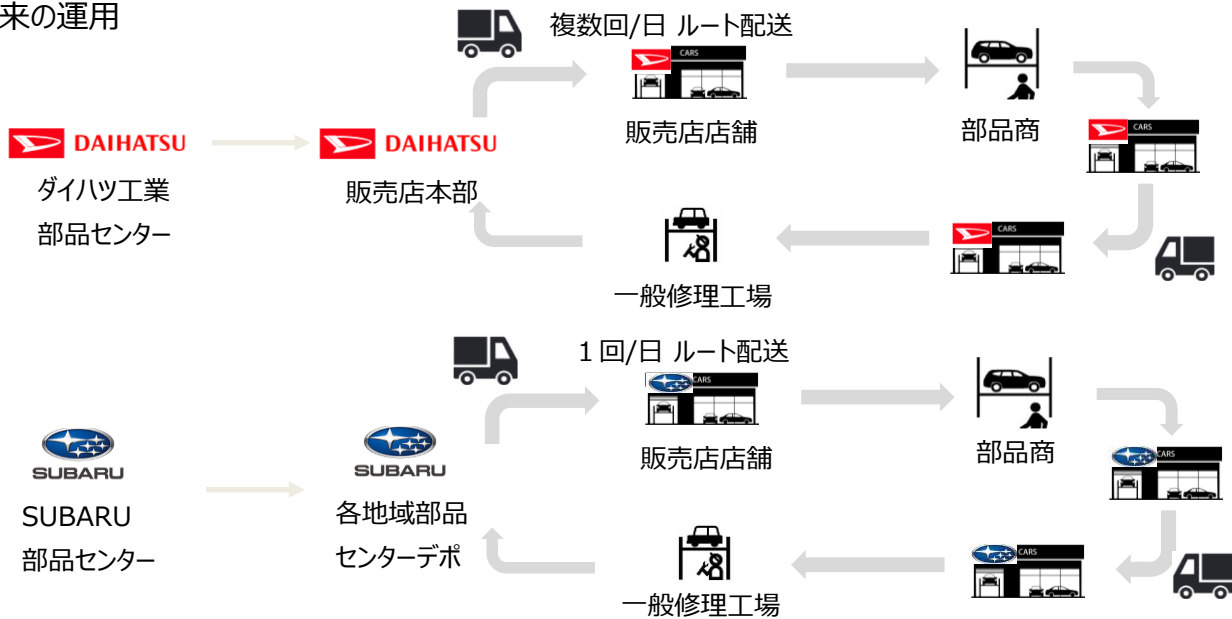 来の運用
複数回/日 ルート配送
CARS
販売店店舗
部品商
CARS
DAIHATSU
DAIHATSU
ダイハツ工業
部品センター
販売店本部
CARS
一般修理工場
1回/日 ルート配送
CARS
販売店店舗
部品商
CARS
SUBARU
SUBARU
SUBARU
部品センター
各地域部品
センターデポ
CARS
一般修理工場